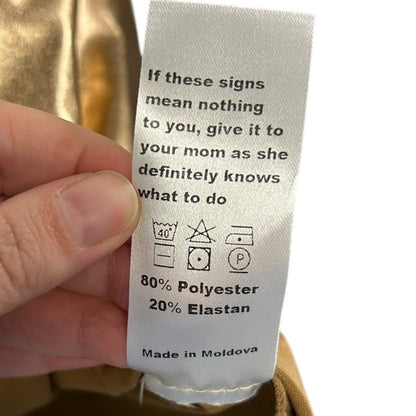 If these signs
mean nothing
to you, give it to
your mom as she
definitely knows
what to do
40°
P
80% Polyester
20% Elastan
Made in Moldova